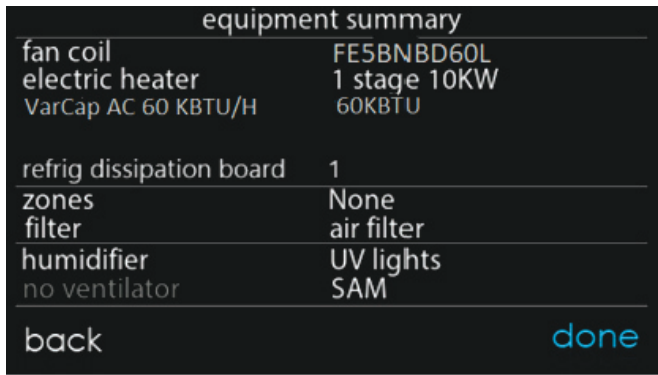 equipment summary
fan coil FE5BNBD60L
electric heater 1 stage 10KW
VarCap AC 60 KBTU/H 60KBTU
refrig dissipation board 1
zones None
filter air filter
humidifier UV lights
no ventilator SAM
back done